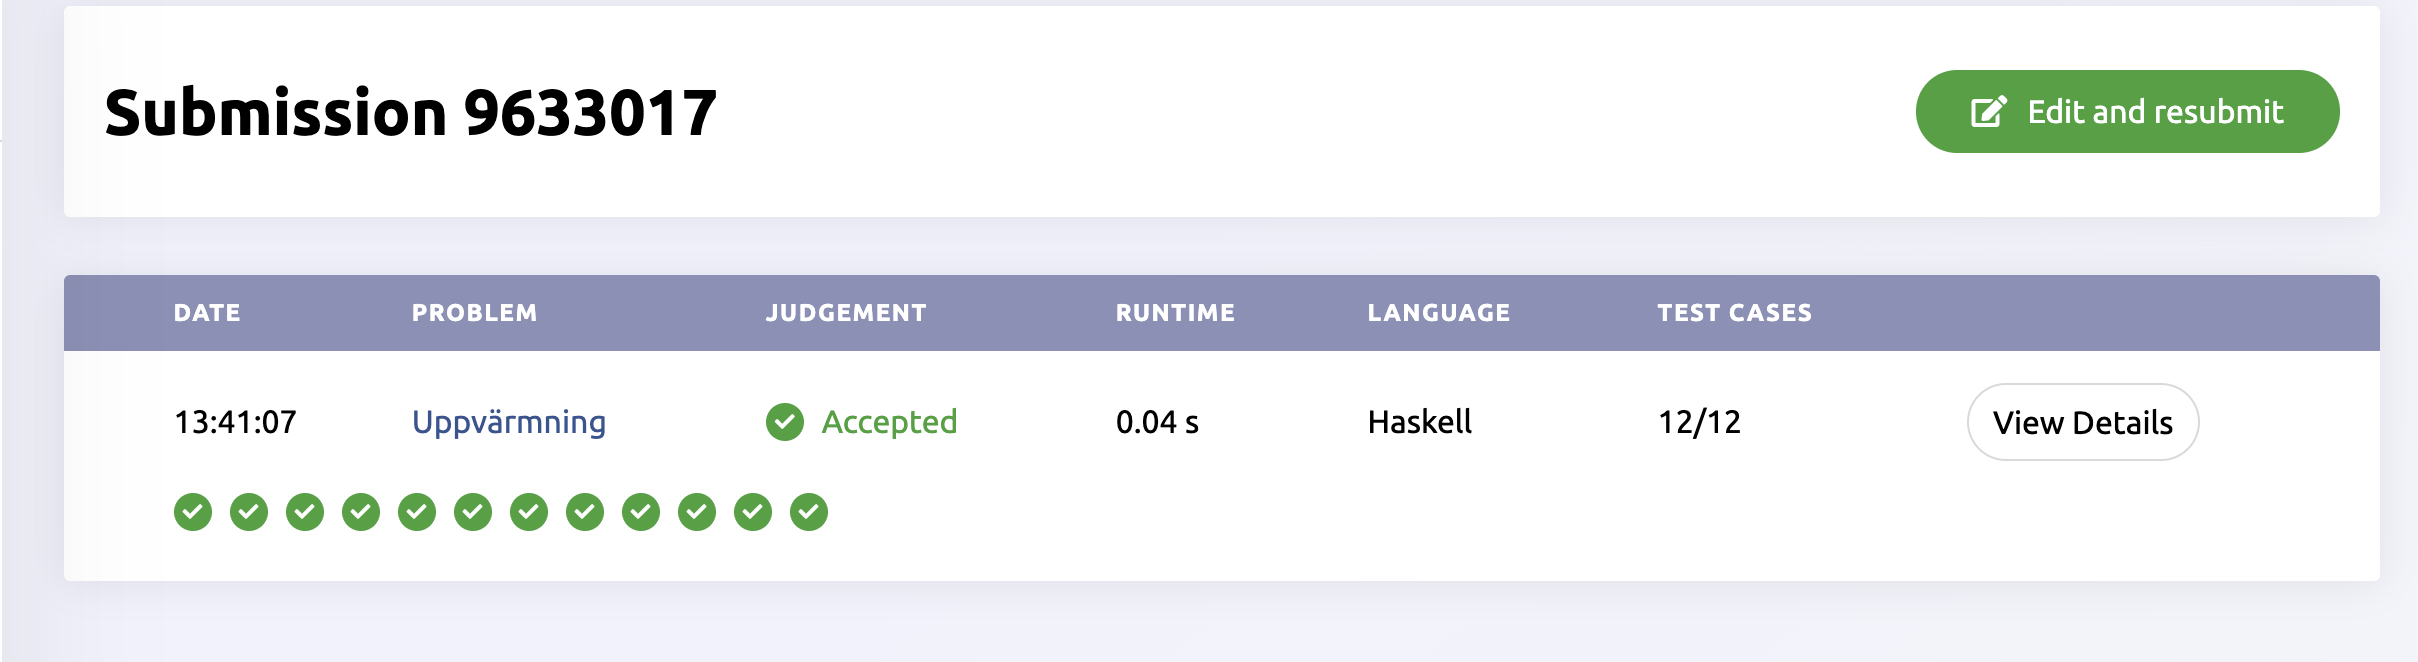 Submission 9633017
Edit and resubmit
DATE PROBLEM JUDGEMENT RUNTIME LANGUAGE TEST CASES
13:41:07 Uppvärmning Accepted 0.04 s Haskell 12/12 View Details